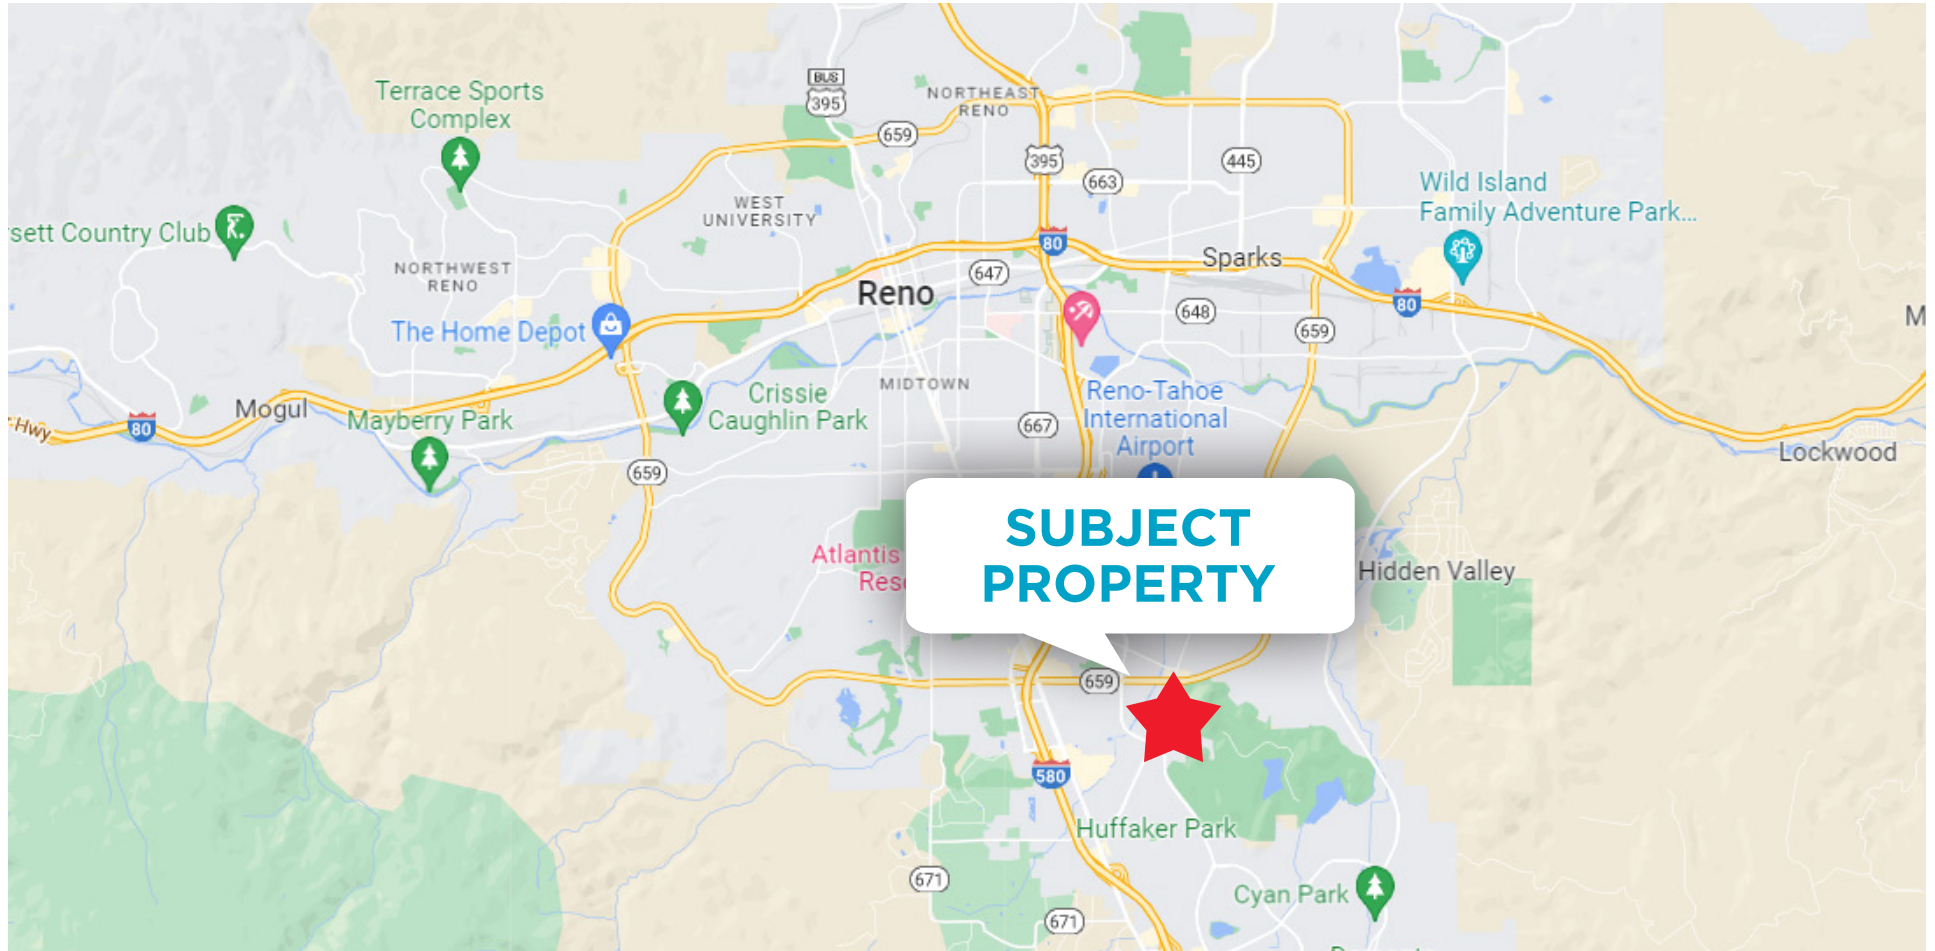 BUS
395
Terrace Sports
Complex
NORTHEAST
RENO
659
395
663
445
Wild Island
Family Adventure Park...
WEST
UNIVERSITY
sett Country Club
80
Sparks
NORTHWEST
RENO
647
Reno
80
648
659
M
The Home Depot
MIDTOWN
Reno-Tahoe
International
Airport
Crissie
Caughlin Park
Mogul
Mayberry Park
Hwy
80
667
Lockwood
659
SUBJECT
PROPERTY
Atlantis
Reso
Hidden Valley
659
580
Huffaker Park
671
Cyan Park
671